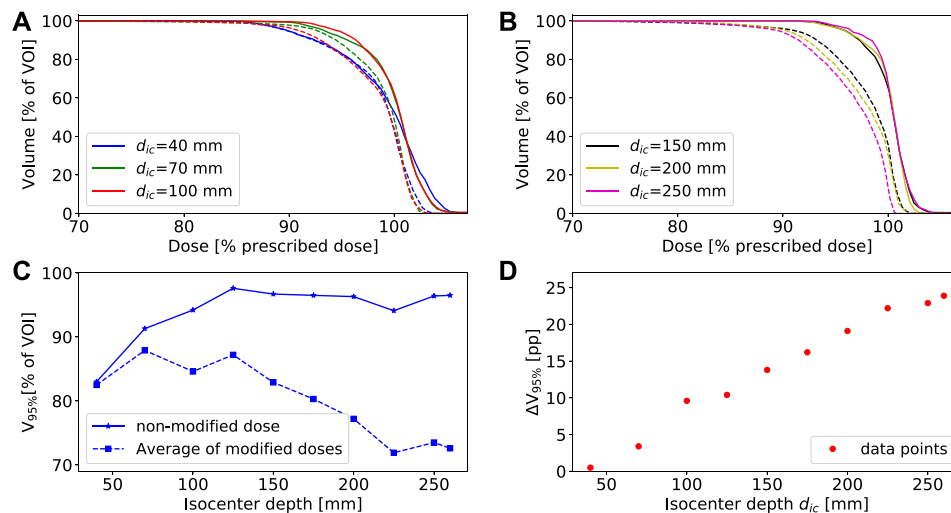 A
Volume [% of VOI]
100
80
60
40
20
0
d_ic=40 mm
d_ic=70 mm
d_ic=100 mm
70 80 90 100
Dose [% prescribed dose]
B
Volume [% of VOI]
100
80
60
40
20
0
d_ic=150 mm
d_ic=200 mm
d_ic=250 mm
70 80 90 100
Dose [% prescribed dose]
C
V_95%[% of VOI]
100
90
80
70
non-modified dose
Average of modified doses
50 100 150 200 250
Isocenter depth [mm]
D
ΔV_95% [pp]
25
20
15
10
5
0
data points
50 100 150 200 250
Isocenter depth d_ic [mm]